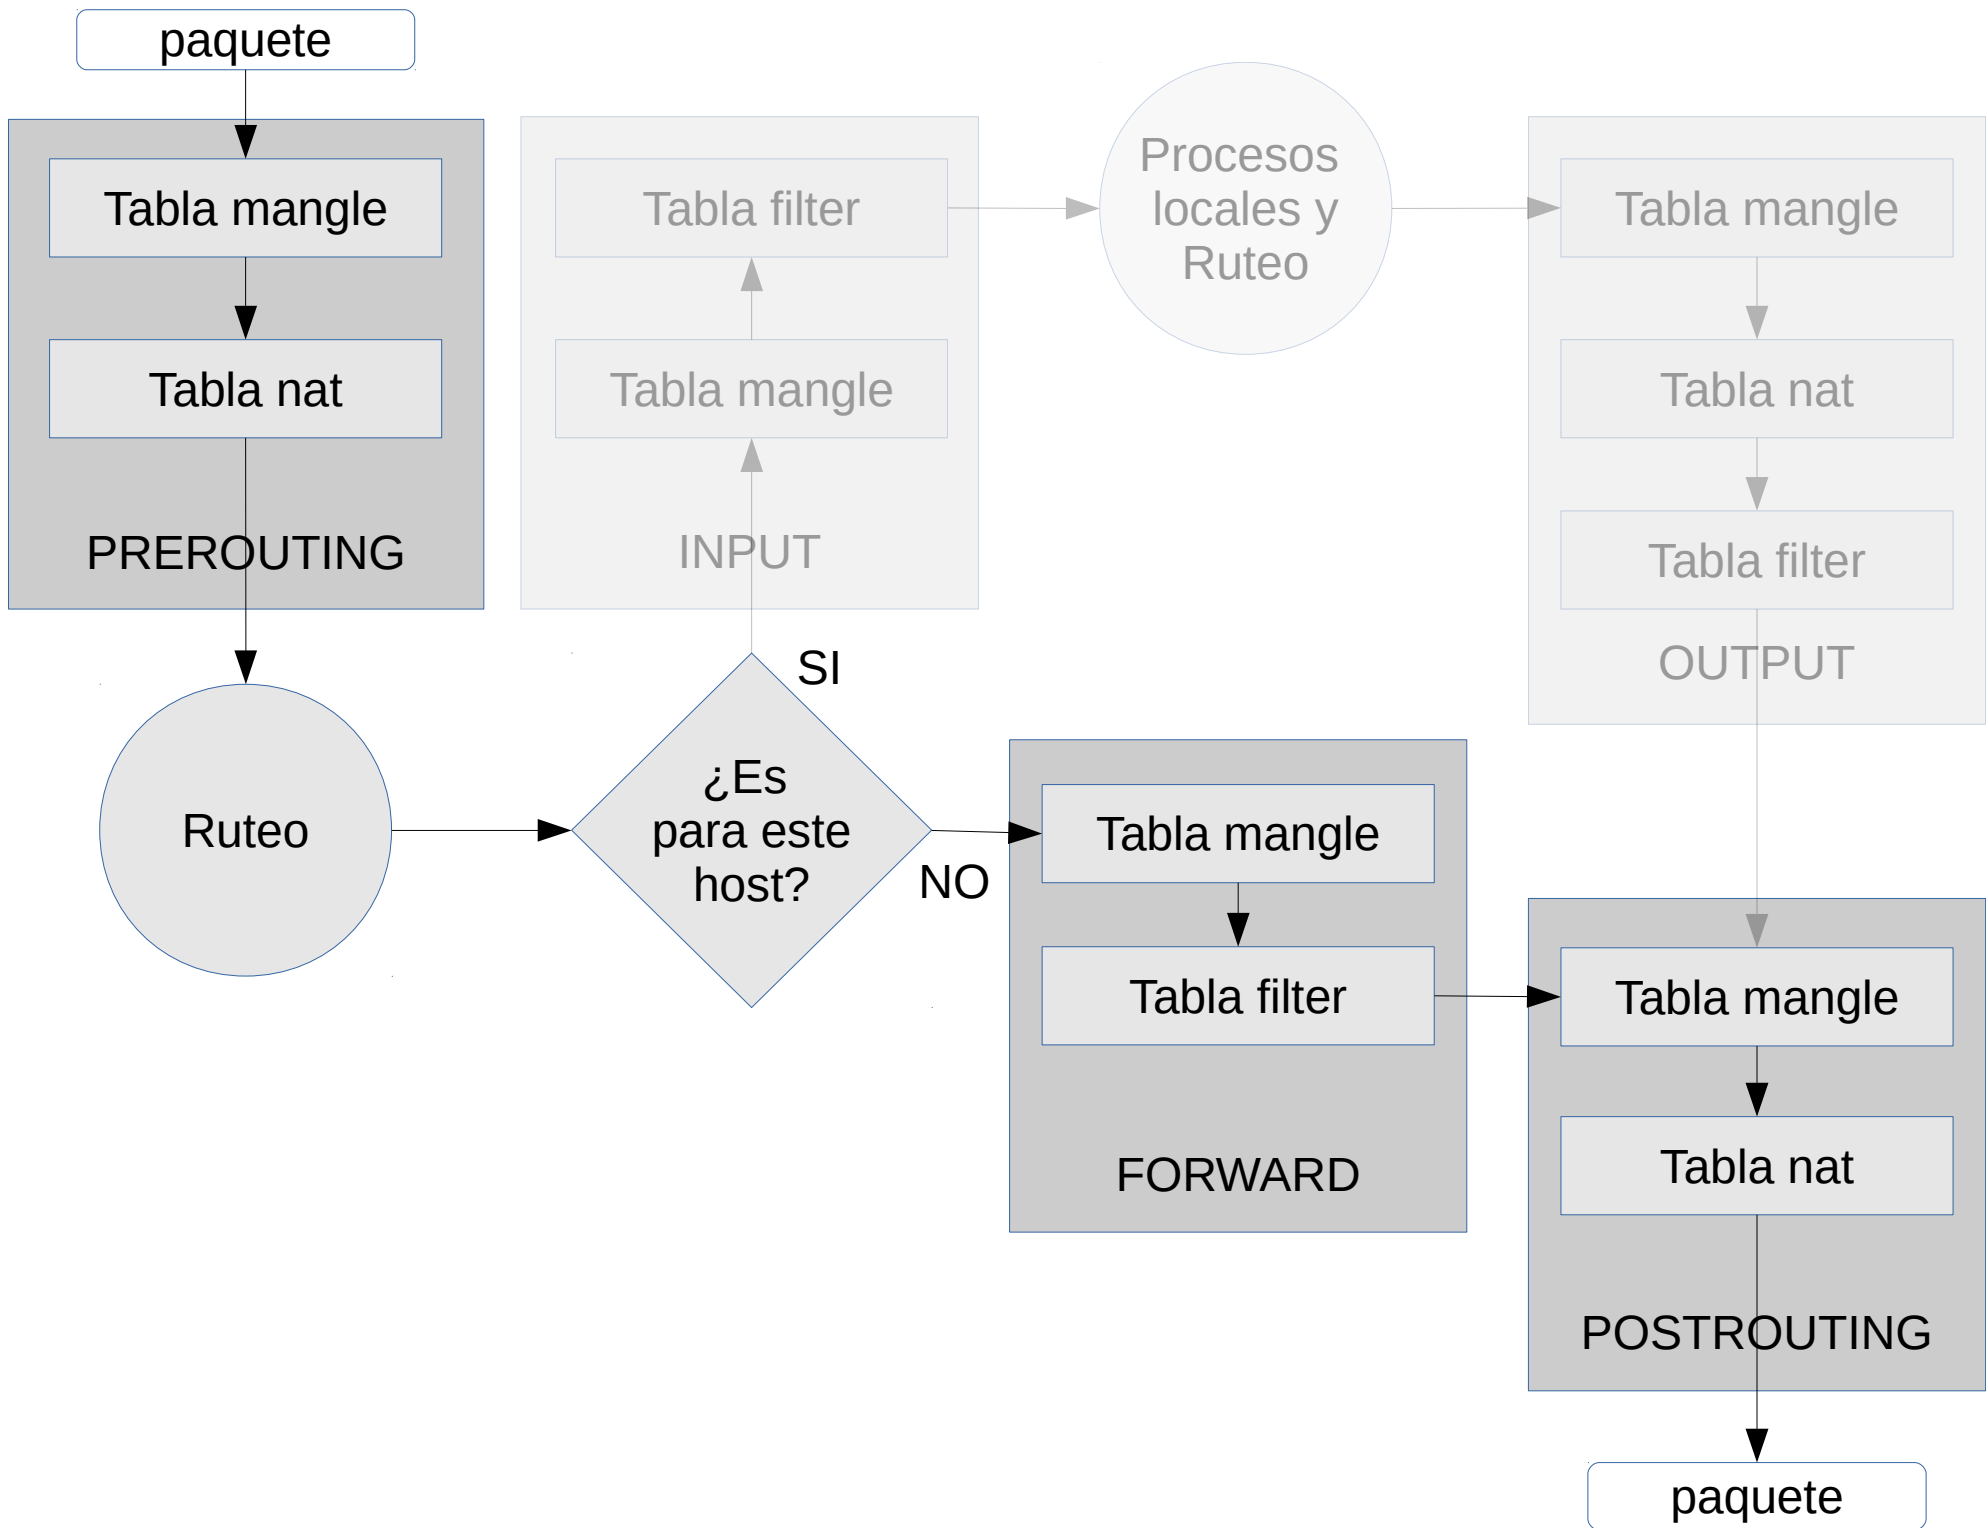 paquete
Tabla mangle
Tabla nat
PREROUTING
Ruteo
¿Es
para este
host?
SI
NO
Tabla filter
Tabla mangle
INPUT
Procesos
locales y
Ruteo
Tabla mangle
Tabla nat
Tabla filter
OUTPUT
Tabla mangle
Tabla filter
FORWARD
Tabla mangle
Tabla nat
POSTROUTING
paquete